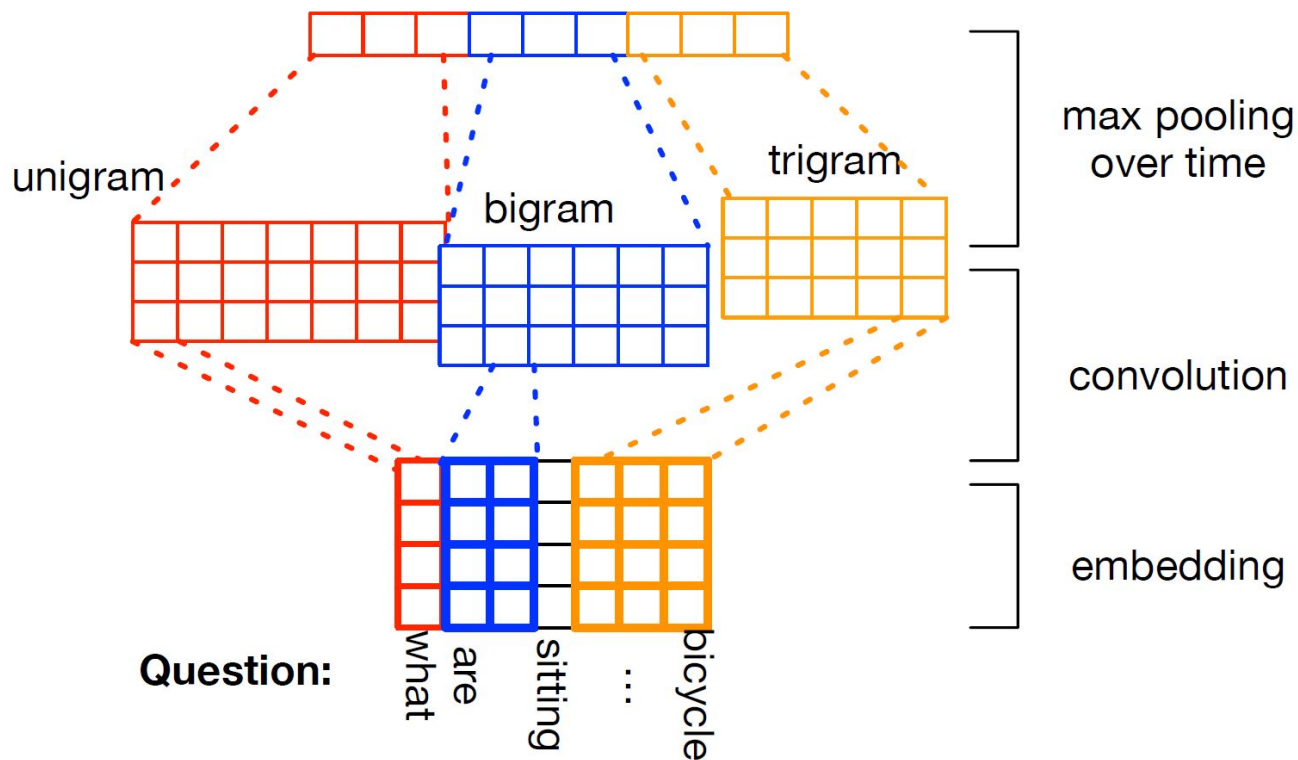 max pooling
over time
unigram
bigram
trigram
convolution
embedding
Question:
what
are
sitting
...
bicycle